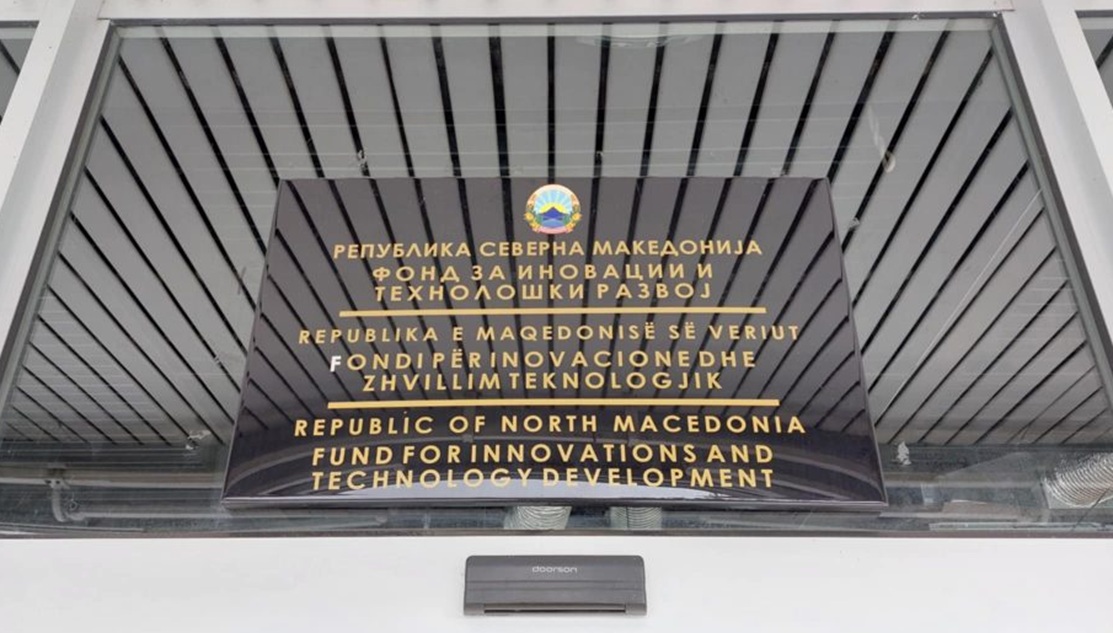 РЕПУБЛИКА СЕВЕРНА МАКЕДОНИЈА
ФОНД ЗА ИНОВАЦИИ И
ТЕХНОЛОШКИ РАЗВОЈ
REPUBLIKA E MAQEDONISË SË VERIUT
FONDI PËR INOVACIONE DHE
ZHVILLIM TEKNOLOGJIK
REPUBLIC OF NORTH MACEDONIA
FUND FOR INNOVATIONS AND
TECHNOLOGY DEVELOPMENT
doorson